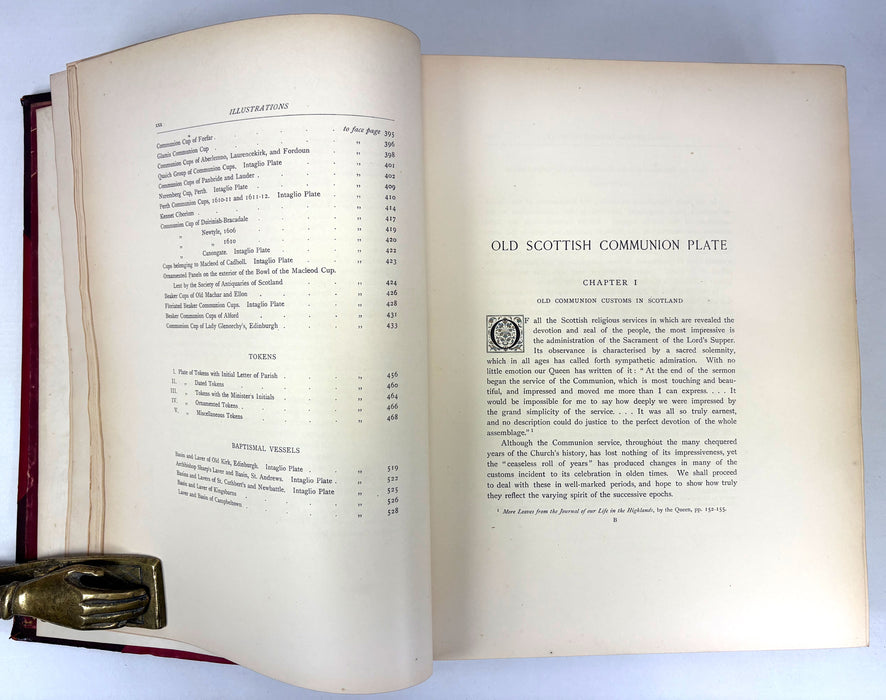 xxx
ILLUSTRATIONS
to face page 395
Communion Cup of Forfar . . . . . „ 396
Glamis Communion Cup . . . . . „ 398
Communion Cups of Aberlemno, Laurencekirk, and Fordoun . . „ 401
Quaich Group of Communion Cups. Intaglio Plate . . „ 402
Communion Cups of Panbride and Lauder . . . . „ 409
Nuremberg Cup, Perth. Intaglio Plate . . . „ 410
Perth Communion Cups, 1610-11 and 1611-12. Intaglio Plate . „ 414
Kennet Ciborium . . . . . „ 417
Communion Cup of Duirinish-Bracadale . . . „ 419
„ Newtyle, 1606 . . . „ 420
„ „ 1610 . . . „ 422
„ Canongate. Intaglio Plate . . „ 423
Cups belonging to Macleod of Cadboll. Intaglio Plate . .
Ornamented Panels on the exterior of the Bowl of the Macleod Cup.
Lent by the Society of Antiquaries of Scotland . . „ 424
Beaker Cups of Old Machar and Ellon . . . „ 426
Floriated Beaker Communion Cups. Intaglio Plate . . „ 428
Beaker Communion Cups of Alford . . . „ 431
Communion Cup of Lady Glenorchy's, Edinburgh . . . „ 433
TOKENS
I. Plate of Tokens with Initial Letter of Parish . . . „ 456
II. „ Dated Tokens . . . . „ 460
III. „ Tokens with the Minister's Initials . . . „ 464
IV. „ Ornamented Tokens . . . . „ 466
V. „ Miscellaneous Tokens . . . „ 468
BAPTISMAL VESSELS
Basin and Laver of Old Kirk, Edinburgh. Intaglio Plate . . „ 519
Archbishop Sharp's Laver and Basin, St. Andrews. Intaglio Plate . „ 522
Basins and Lavers of St. Cuthbert's and Newbattle. Intaglio Plate . „ 525
Basin and Laver of Kingsbarns . . . . „ 526
Laver and Basin of Campbeltown . . . . „ 528
OLD SCOTTISH COMMUNION PLATE
CHAPTER I
OLD COMMUNION CUSTOMS IN SCOTLAND
OF all the Scottish religious services in which are revealed the
devotion and zeal of the people, the most impressive is
the administration of the Sacrament of the Lord's Supper.
Its observance is characterised by a sacred solemnity,
which in all ages has called forth sympathetic admiration. With no
little emotion our Queen has written of it: “ At the end of the sermon
began the service of the Communion, which is most touching and beau-
tiful, and impressed and moved me more than I can express. . . . It
would be impossible for me to say how deeply we were impressed by
the grand simplicity of the service. . . . It was all so truly earnest,
and no description could do justice to the perfect devotion of the whole
assemblage.” ¹
Although the Communion service, throughout the many chequered
years of the Church's history, has lost nothing of its impressiveness, yet
the “ceaseless roll of years” has produced changes in many of the
customs incident to its celebration in olden times. We shall proceed
to deal with these in well-marked periods, and hope to show how truly
they reflect the varying spirit of the successive epochs.
¹ More Leaves from the Journal of our Life in the Highlands, by the Queen, pp. 152-155.
B